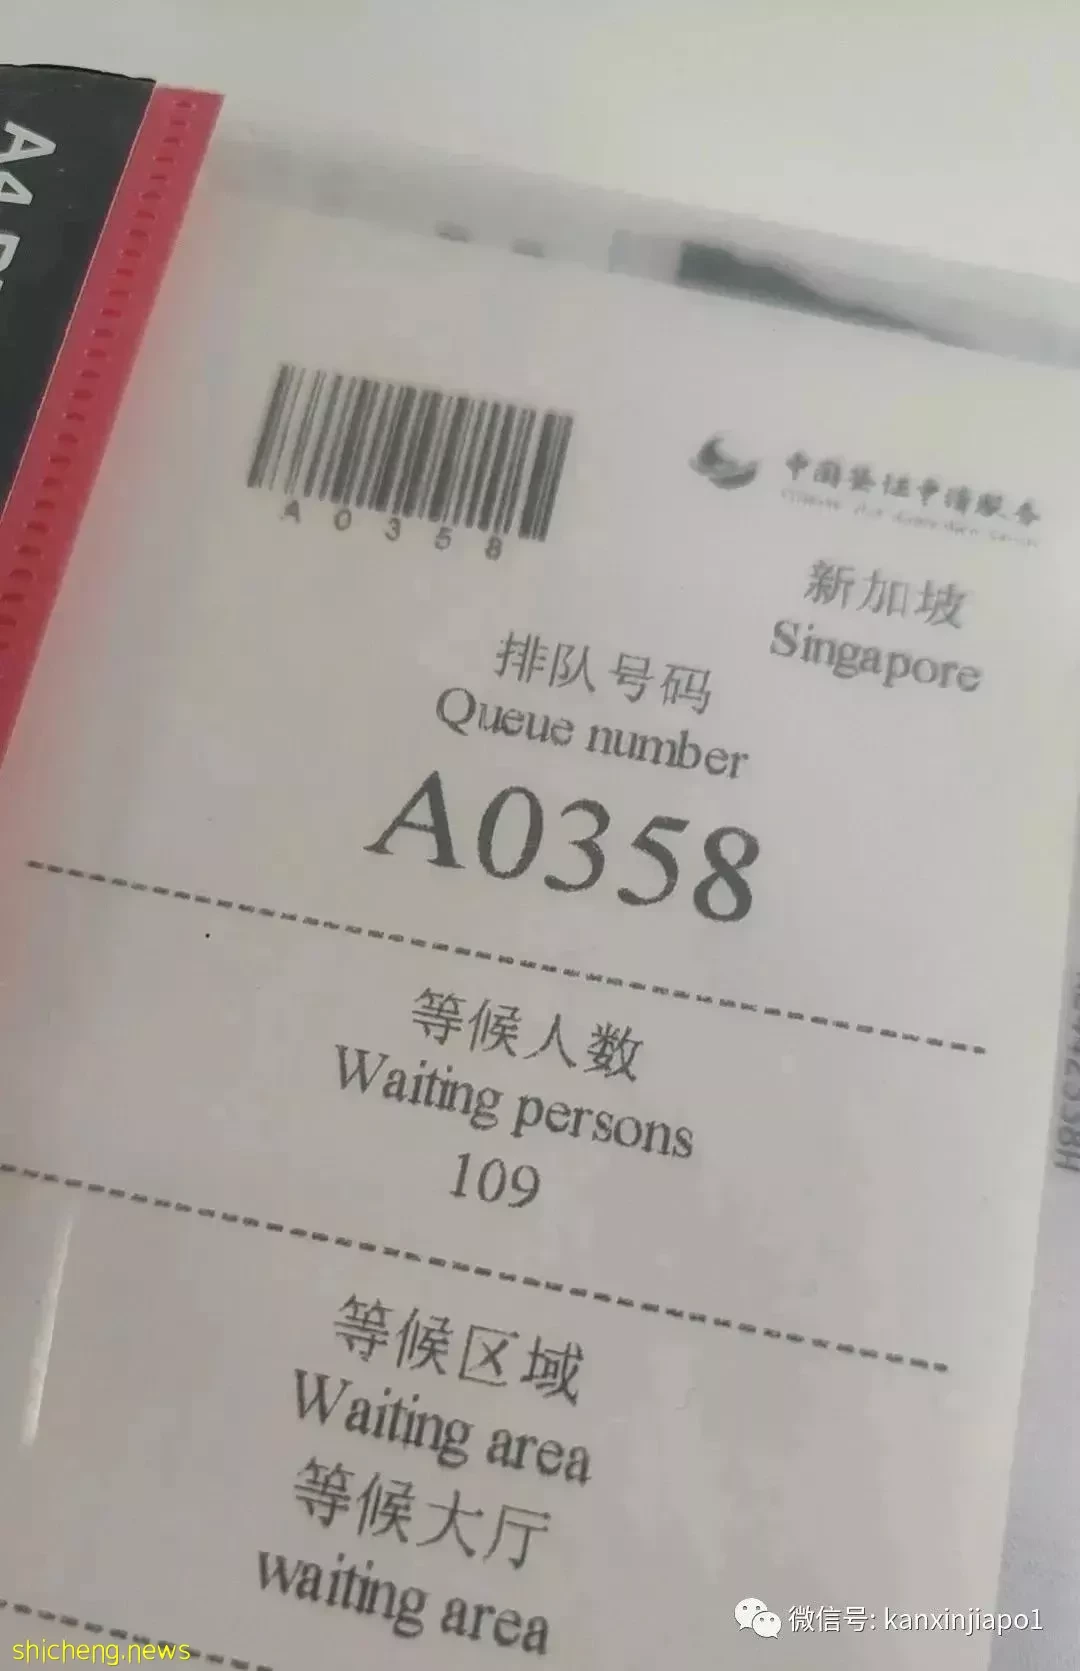 A0358
中国签证申请服务
新加坡
Singapore
排队号码
Queue number
A0358
等候人数
Waiting persons
109
等候区域
Waiting area
等候大厅
waiting area
微信号: kanxinjiapo1
shicheng.news